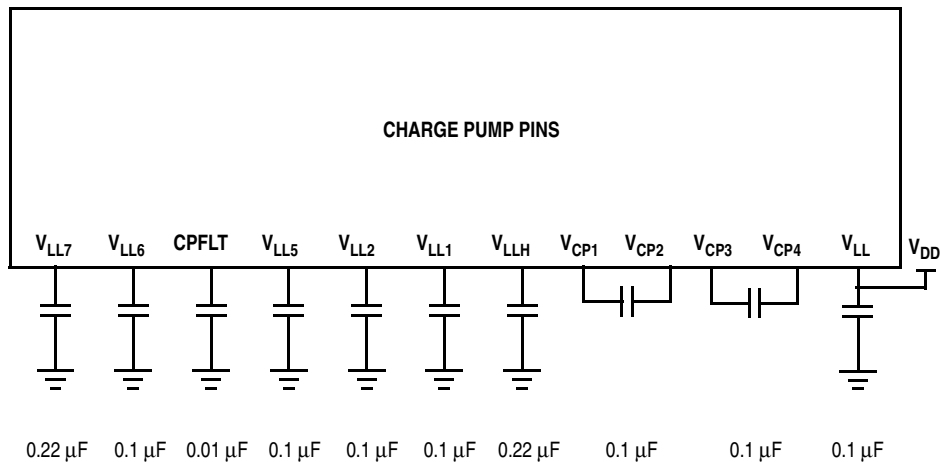 CHARGE PUMP PINS
VLL7 VLL6 CPFLT VLL5 VLL2 VLL1 VLLH VCP1 VCP2 VCP3 VCP4 VLL VDD
0.22 μF 0.1 μF 0.01 μF 0.1 μF 0.1 μF 0.1 μF 0.22 μF 0.1 μF 0.1 μF 0.1 μF